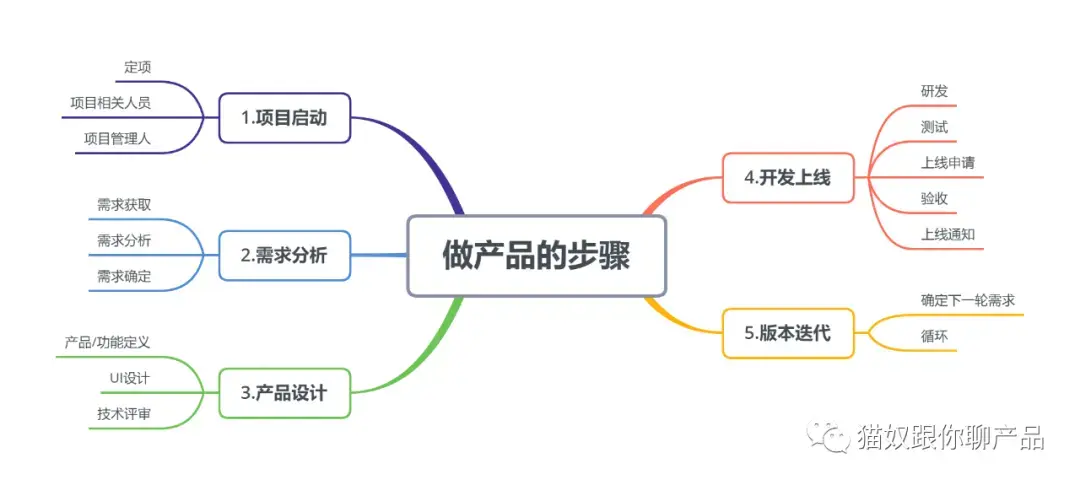 做产品的步骤
1.项目启动
定项
项目相关人员
项目管理人
2.需求分析
需求获取
需求分析
需求确定
3.产品设计
产品/功能定义
UI设计
技术评审
4.开发上线
研发
测试
上线申请
验收
上线通知
5.版本迭代
确定下一轮需求
循环
猫奴跟你聊产品